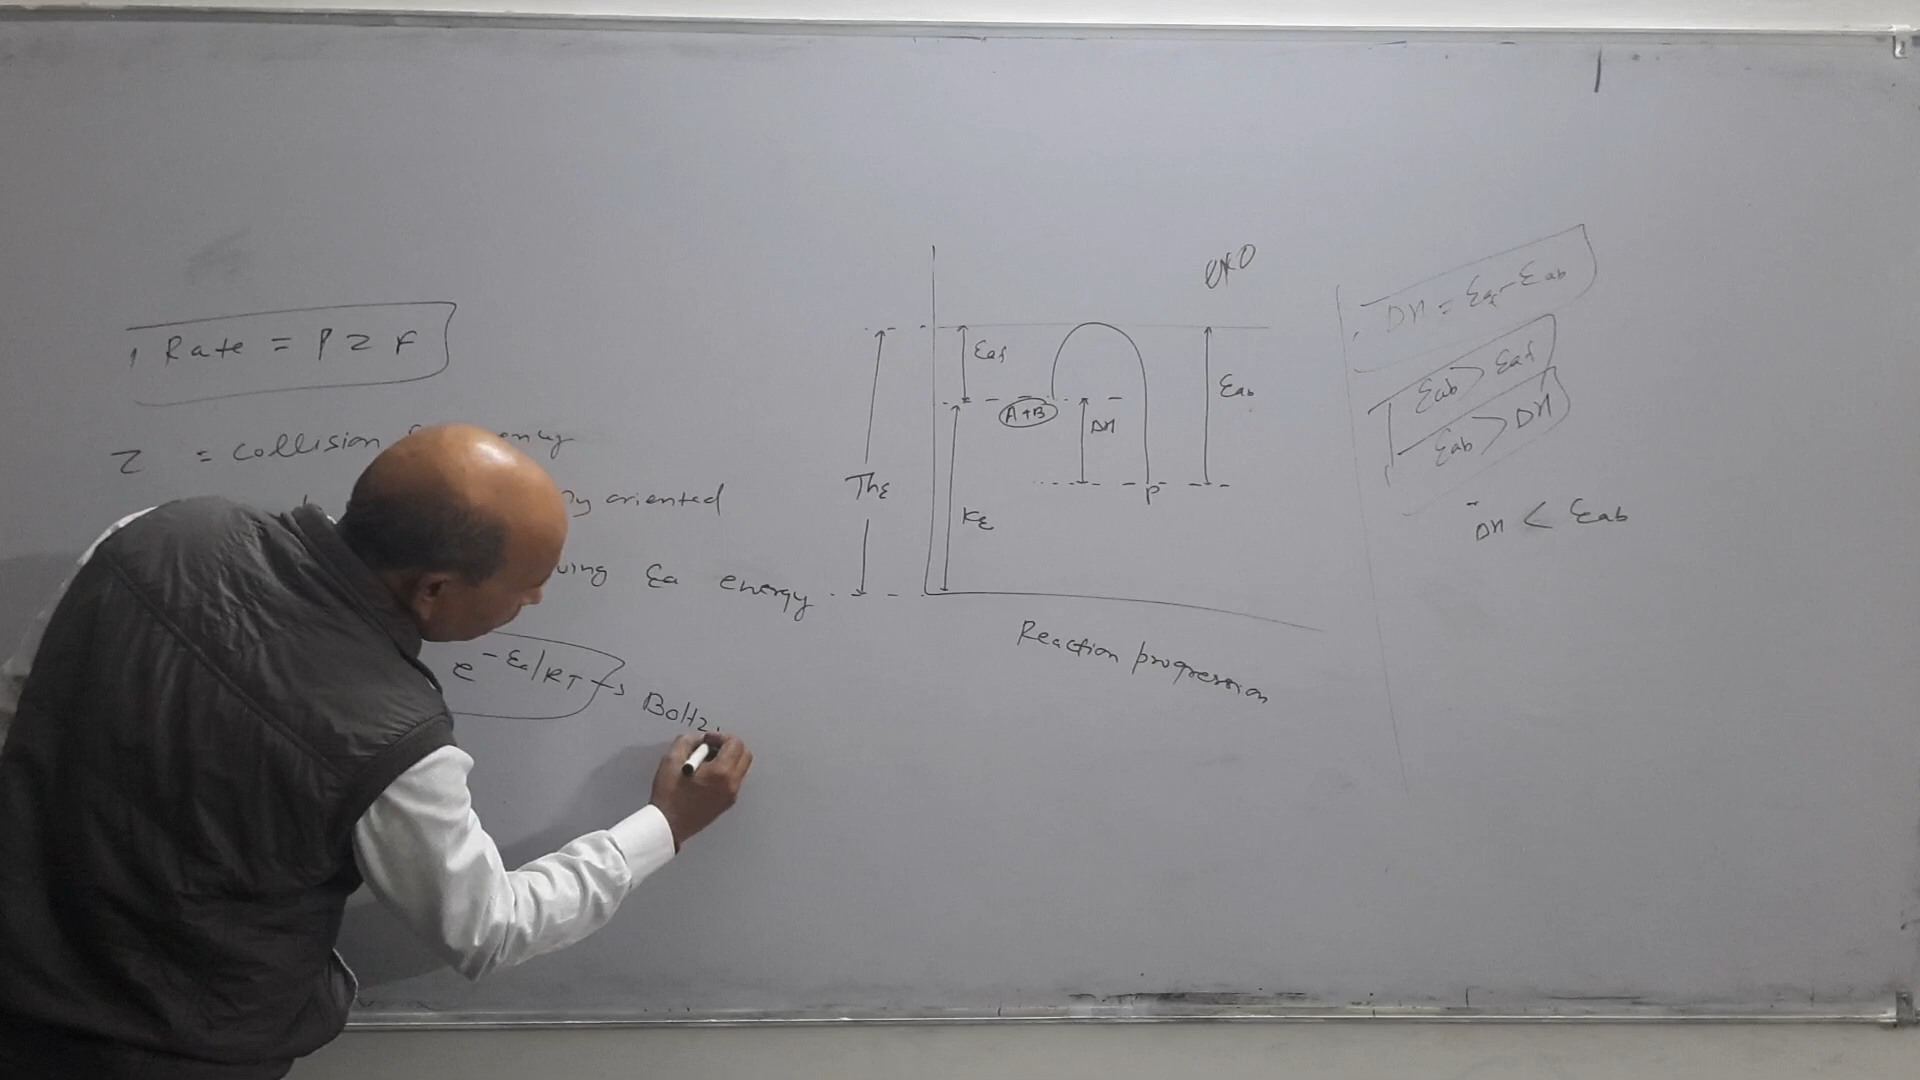 Rate = P Z F
Z = collision
oriented
Ea energy
e^-Ea/RT → Boltz
exo
Eaf
A+B
ΔH
Eab
ThE
KE
P
Reaction progression
ΔH = Eaf - Eab
Eab > Eaf
Eab > ΔH
ΔH < Eab